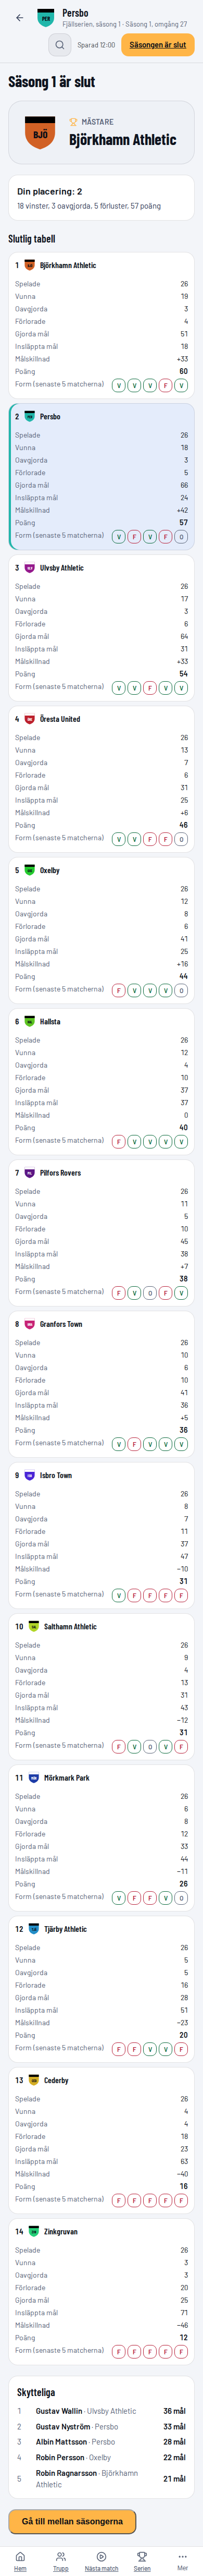 Persbo
Fjällserien, säsong 1 · Säsong 1, omgång 27
Sparad 12:00
Säsongen är slut
Säsong 1 är slut
BJÖ
MÄSTARE
Björkhamn Athletic
Din placering: 2
18 vinster, 3 oavgjorda, 5 förluster, 57 poäng
Slutlig tabell
1 Björkhamn Athletic
Spelade 26
Vunna 19
Oavgjorda 3
Förlorade 4
Gjorda mål 51
Insläppta mål 18
Målskillnad +33
Poäng 60
Form (senaste 5 matcherna) V V V F V
2 Persbo
Spelade 26
Vunna 18
Oavgjorda 3
Förlorade 5
Gjorda mål 66
Insläppta mål 24
Målskillnad +42
Poäng 57
Form (senaste 5 matcherna) V F V F O
3 Ulvsby Athletic
Spelade 26
Vunna 17
Oavgjorda 3
Förlorade 6
Gjorda mål 64
Insläppta mål 31
Målskillnad +33
Poäng 54
Form (senaste 5 matcherna) V V F V V
4 Öresta United
Spelade 26
Vunna 13
Oavgjorda 7
Förlorade 6
Gjorda mål 31
Insläppta mål 25
Målskillnad +6
Poäng 46
Form (senaste 5 matcherna) V V F F O
5 Oxelby
Spelade 26
Vunna 12
Oavgjorda 8
Förlorade 6
Gjorda mål 41
Insläppta mål 25
Målskillnad +16
Poäng 44
Form (senaste 5 matcherna) F V V V O
6 Hallsta
Spelade 26
Vunna 12
Oavgjorda 4
Förlorade 10
Gjorda mål 37
Insläppta mål 37
Målskillnad 0
Poäng 40
Form (senaste 5 matcherna) F V V V V
7 Pilfors Rovers
Spelade 26
Vunna 11
Oavgjorda 5
Förlorade 10
Gjorda mål 45
Insläppta mål 38
Målskillnad +7
Poäng 38
Form (senaste 5 matcherna) F V O F V
8 Granfors Town
Spelade 26
Vunna 10
Oavgjorda 6
Förlorade 10
Gjorda mål 41
Insläppta mål 36
Målskillnad +5
Poäng 36
Form (senaste 5 matcherna) V F V V V
9 Isbro Town
Spelade 26
Vunna 8
Oavgjorda 7
Förlorade 11
Gjorda mål 37
Insläppta mål 47
Målskillnad −10
Poäng 31
Form (senaste 5 matcherna) V F F F F
10 Salthamn Athletic
Spelade 26
Vunna 9
Oavgjorda 4
Förlorade 13
Gjorda mål 31
Insläppta mål 43
Målskillnad −12
Poäng 31
Form (senaste 5 matcherna) F V O V F
11 Mörkmark Park
Spelade 26
Vunna 6
Oavgjorda 8
Förlorade 12
Gjorda mål 33
Insläppta mål 44
Målskillnad −11
Poäng 26
Form (senaste 5 matcherna) V F F V O
12 Tjärby Athletic
Spelade 26
Vunna 5
Oavgjorda 5
Förlorade 16
Gjorda mål 28
Insläppta mål 51
Målskillnad −23
Poäng 20
Form (senaste 5 matcherna) F F V V F
13 Cederby
Spelade 26
Vunna 4
Oavgjorda 4
Förlorade 18
Gjorda mål 23
Insläppta mål 63
Målskillnad −40
Poäng 16
Form (senaste 5 matcherna) F F F F F
14 Zinkgruvan
Spelade 26
Vunna 3
Oavgjorda 3
Förlorade 20
Gjorda mål 25
Insläppta mål 71
Målskillnad −46
Poäng 12
Form (senaste 5 matcherna) F F F F F
Skytteliga
1 Gustav Wallin · Ulvsby Athletic 36 mål
2 Gustav Nyström · Persbo 33 mål
3 Albin Mattsson · Persbo 28 mål
4 Robin Persson · Oxelby 22 mål
5 Robin Ragnarsson · Björkhamn Athletic 21 mål
Gå till mellan säsongerna
Hem Trupp Nästa match Serien Mer